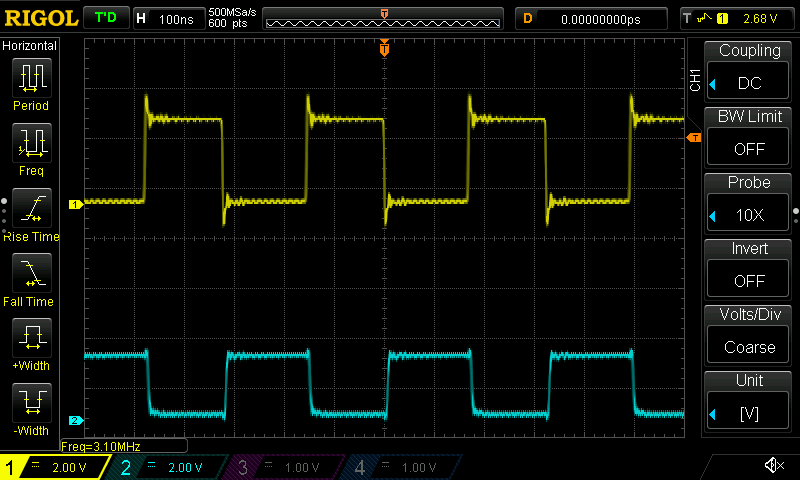 RIGOL T'D H 100ns 500MSa/s D 0.00000000ps T 1 2.68 V
600 pts
T
Horizontal
Period
Freq
Rise Time
Fall Time
+Width
-Width
T
1
2
T
CH1
Coupling
DC
BW Limit
OFF
Probe
10X
Invert
OFF
Volts/Div
Coarse
Unit
[V]
Freq=3.10MHz
1 = 2.00 V 2 = 2.00 V 3 = 1.00 V 4 = 1.00 V